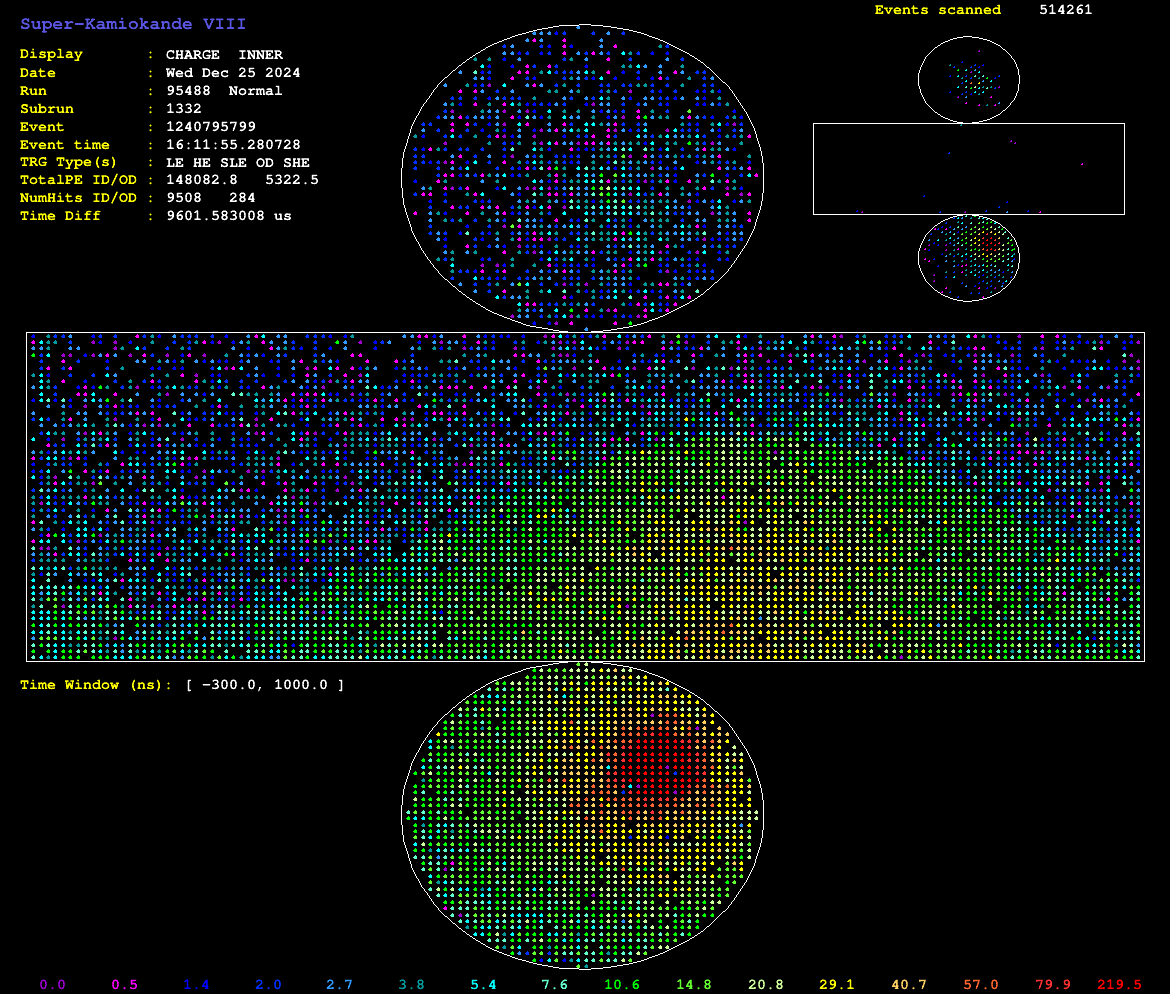 Super-Kamiokande VIII
Events scanned 514261
Display : CHARGE INNER
Date : Wed Dec 25 2024
Run : 95488 Normal
Subrun : 1332
Event : 1240795799
Event time : 16:11:55.280728
TRG Type(s) : LE HE SLE OD SHE
TotalPE ID/OD : 148082.8 5322.5
NumHits ID/OD : 9508 284
Time Diff : 9601.583008 us
Time Window (ns): [ −300.0, 1000.0 ]
0.0 0.5 1.4 2.0 2.7 3.8 5.4 7.6 10.6 14.8 20.8 29.1 40.7 57.0 79.9 219.5